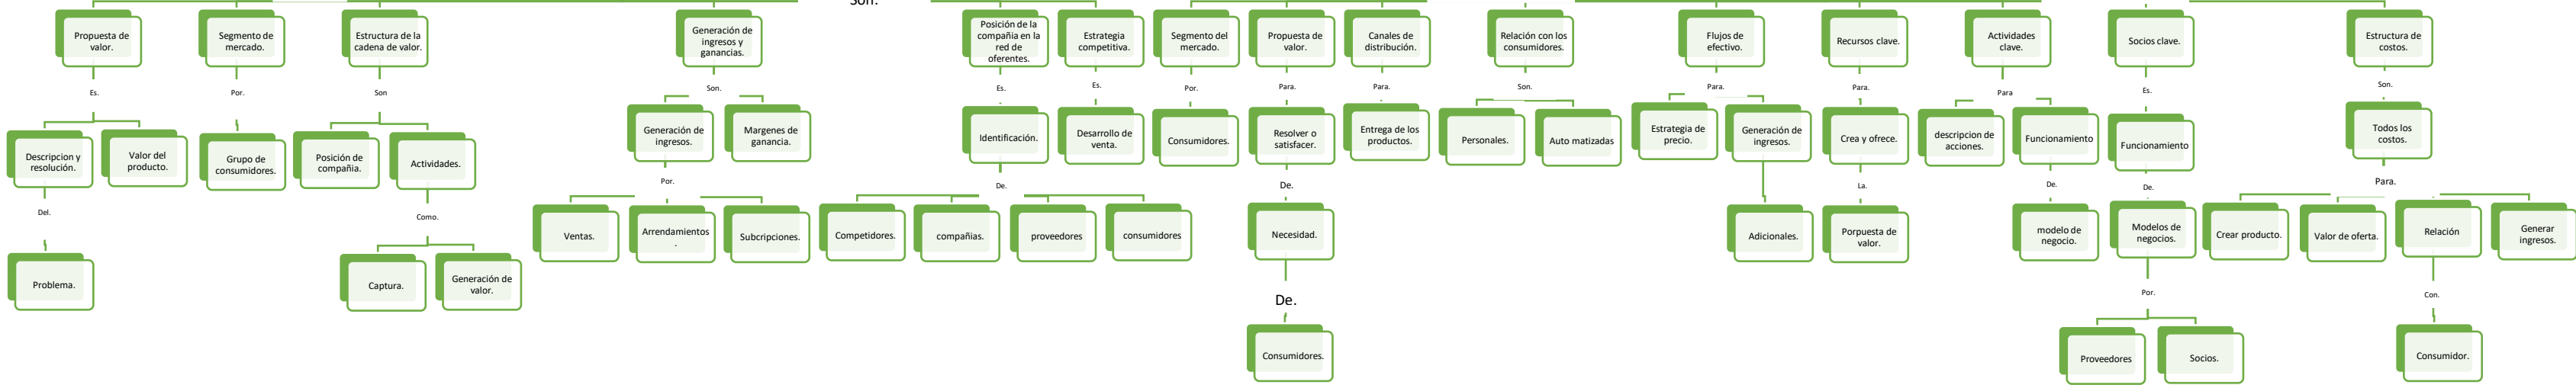 Son.
Propuesta de
valor.
Segmento de
mercado.
Estructura de la
cadena de valor.
Generación de
ingresos y
ganancias.
Posición de la
compañia en la
red de
oferentes.
Estrategia
competitiva.
Segmento del
mercado.
Propuesta de
valor.
Canales de
distribución.
Relación con los
consumidores.
Flujos de
efectivo.
Recursos clave.
Actividades
clave.
Socios clave.
Estructura de
costos.
Es.
Por.
Son
Son.
Es.
Es.
Por.
Para.
Para.
Son.
Para.
Para.
Para
Es.
Son.
Descripcion y
resolución.
Valor del
producto.
Grupo de
consumidores.
Posición de
compañia.
Actividades.
Generación de
ingresos.
Margenes de
ganancia.
Identificación.
Desarrollo de
venta.
Consumidores.
Resolver o
satisfacer.
Entrega de los
productos.
Personales.
Auto matizadas
Estrategia de
precio.
Generación de
ingresos.
Crea y ofrece.
descripcion de
acciones.
Funcionamiento
Funcionamiento
Todos los
costos.
Del.
Como.
Por.
De.
De.
La.
De.
De.
Para.
Problema.
Captura.
Generación de
valor.
Ventas.
Arrendamientos
.
Subcripciones.
Competidores.
compañias.
proveedores
consumidores
Necesidad.
Adicionales.
Porpuesta de
valor.
modelo de
negocio.
Modelos de
negocios.
Crear producto.
Valor de oferta.
Relación
Generar
ingresos.
De.
Por.
Con.
Consumidores.
Proveedores
Socios.
Consumidor.